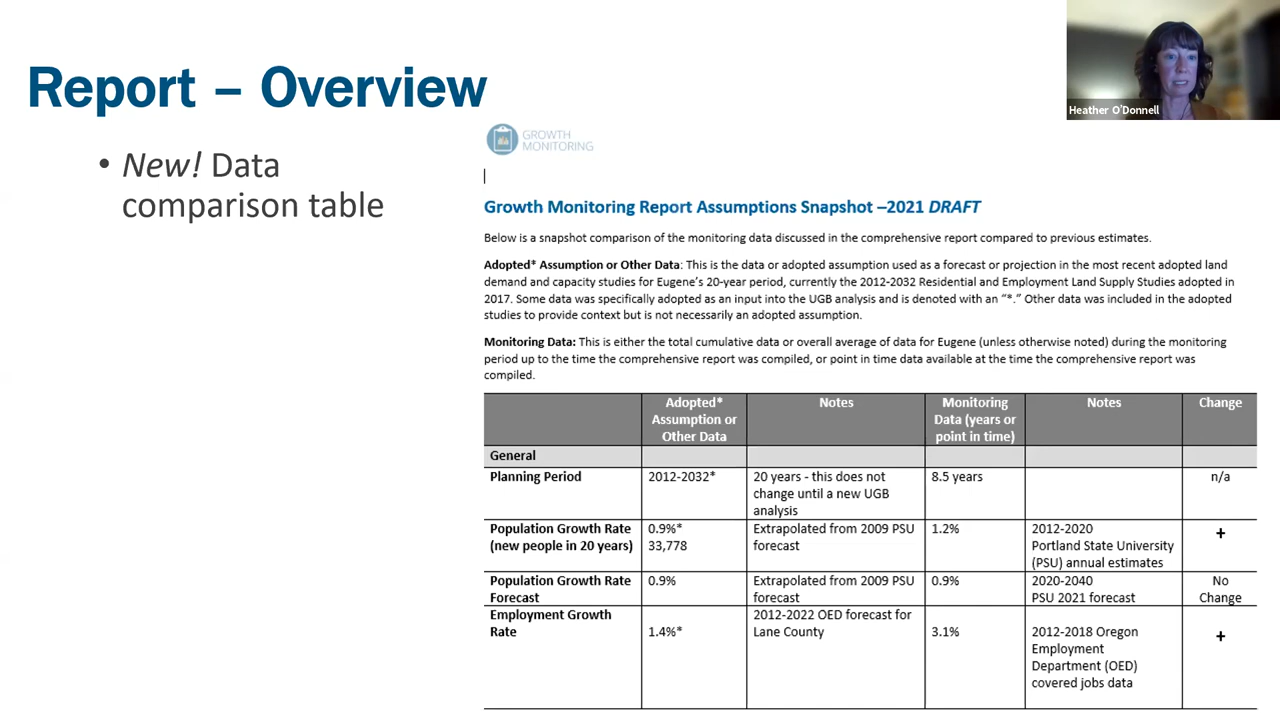 Report – Overview
Heather O'Donnell
• New! Data
comparison table
GROWTH
MONITORING
Growth Monitoring Report Assumptions Snapshot –2021 DRAFT
Below is a snapshot comparison of the monitoring data discussed in the comprehensive report compared to previous estimates.
Adopted* Assumption or Other Data: This is the data or adopted assumption used as a forecast or projection in the most recent adopted land
demand and capacity studies for Eugene's 20-year period, currently the 2012-2032 Residential and Employment Land Supply Studies adopted in
2017. Some data was specifically adopted as an input into the UGB analysis and is denoted with an “*.” Other data was included in the adopted
studies to provide context but is not necessarily an adopted assumption.
Monitoring Data: This is either the total cumulative data or overall average of data for Eugene (unless otherwise noted) during the monitoring
period up to the time the comprehensive report was compiled, or point in time data available at the time the comprehensive report was
compiled.
Adopted*
Assumption or
Other Data
Notes
Monitoring
Data (years or
point in time)
Notes
Change
General
Planning Period
2012-2032*
20 years - this does not
change until a new UGB
analysis
8.5 years
n/a
Population Growth Rate
(new people in 20 years)
0.9%*
33,778
Extrapolated from 2009 PSU
forecast
1.2%
2012-2020
Portland State University
(PSU) annual estimates
+
Population Growth Rate
Forecast
0.9%
Extrapolated from 2009 PSU
forecast
0.9%
2020-2040
PSU 2021 forecast
No
Change
Employment Growth
Rate
1.4%*
2012-2022 OED forecast for
Lane County
3.1%
2012-2018 Oregon
Employment
Department (OED)
covered jobs data
+